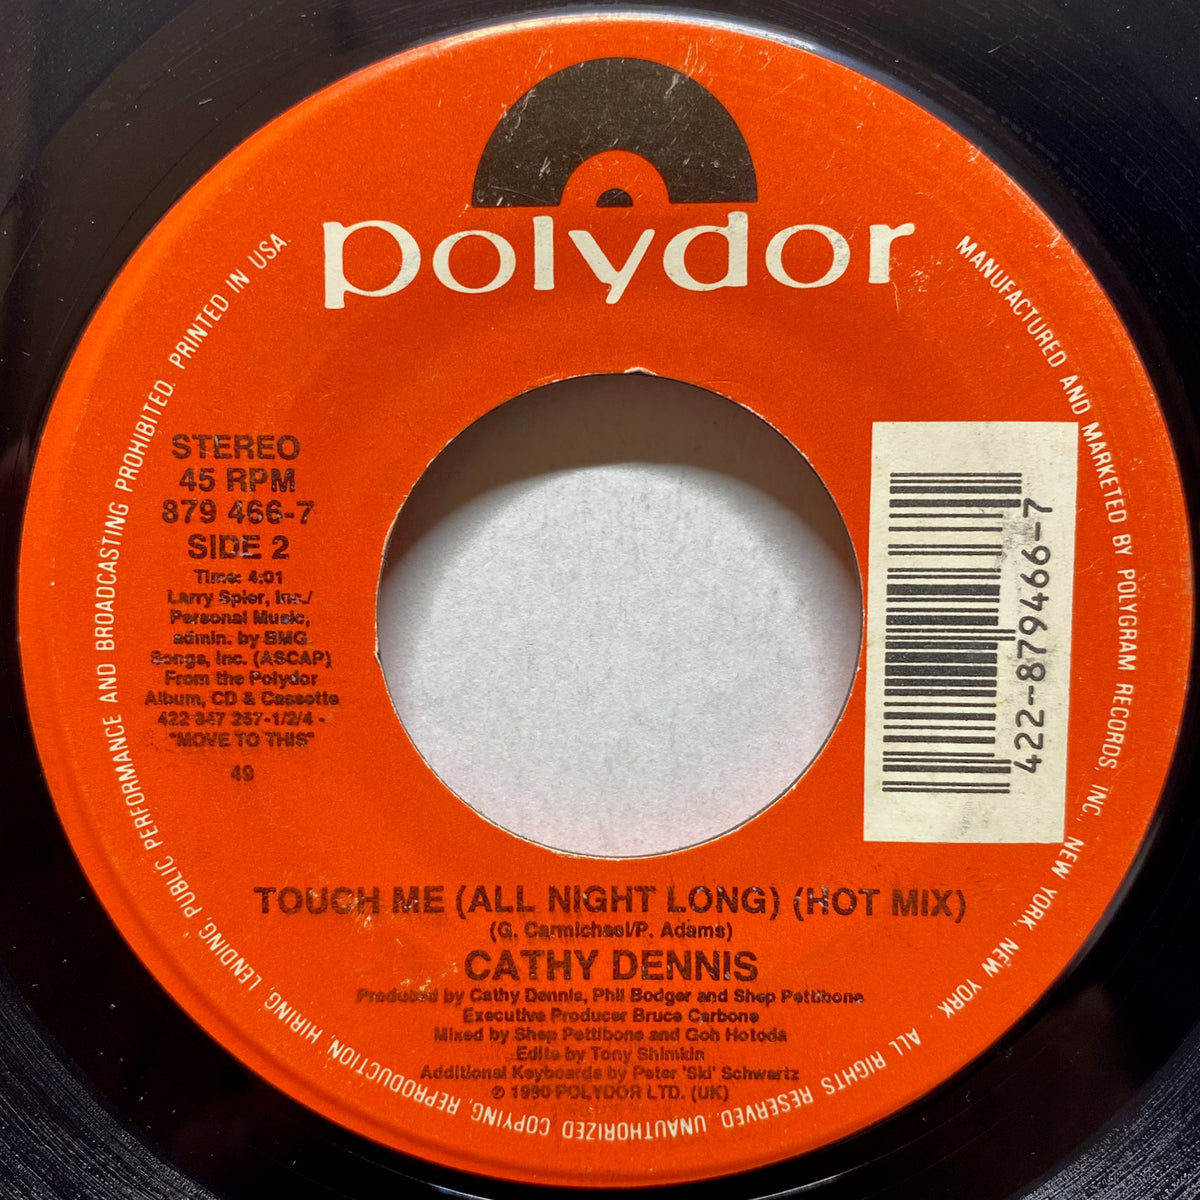 polydor
STEREO
45 RPM
879 466-7
SIDE 2
Time: 4:01
Larry Spier, Inc./
Personal Music,
admin. by BMG
Songs, Inc. (ASCAP)
From the Polydor
Album, CD & Cassette
422 847 267-1/2/4 -
"MOVE TO THIS"
49
422-879466-7
TOUCH ME (ALL NIGHT LONG) (HOT MIX)
(G. Carmichael/P. Adams)
CATHY DENNIS
Produced by Cathy Dennis, Phil Bodger and Shep Pettibone
Executive Producer Bruce Carbone
Mixed by Shep Pettibone and Goh Hotoda
Edits by Tony Shimkin
Additional Keyboards by Peter 'Ski' Schwartz
℗ 1990 POLYDOR LTD. (UK)
MANUFACTURED AND MARKETED BY POLYGRAM RECORDS, INC., NEW YORK, NEW YORK. ALL RIGHTS RESERVED. UNAUTHORIZED COPYING, REPRODUCTION, HIRING, LENDING, PUBLIC PERFORMANCE AND BROADCASTING PROHIBITED. PRINTED IN USA.